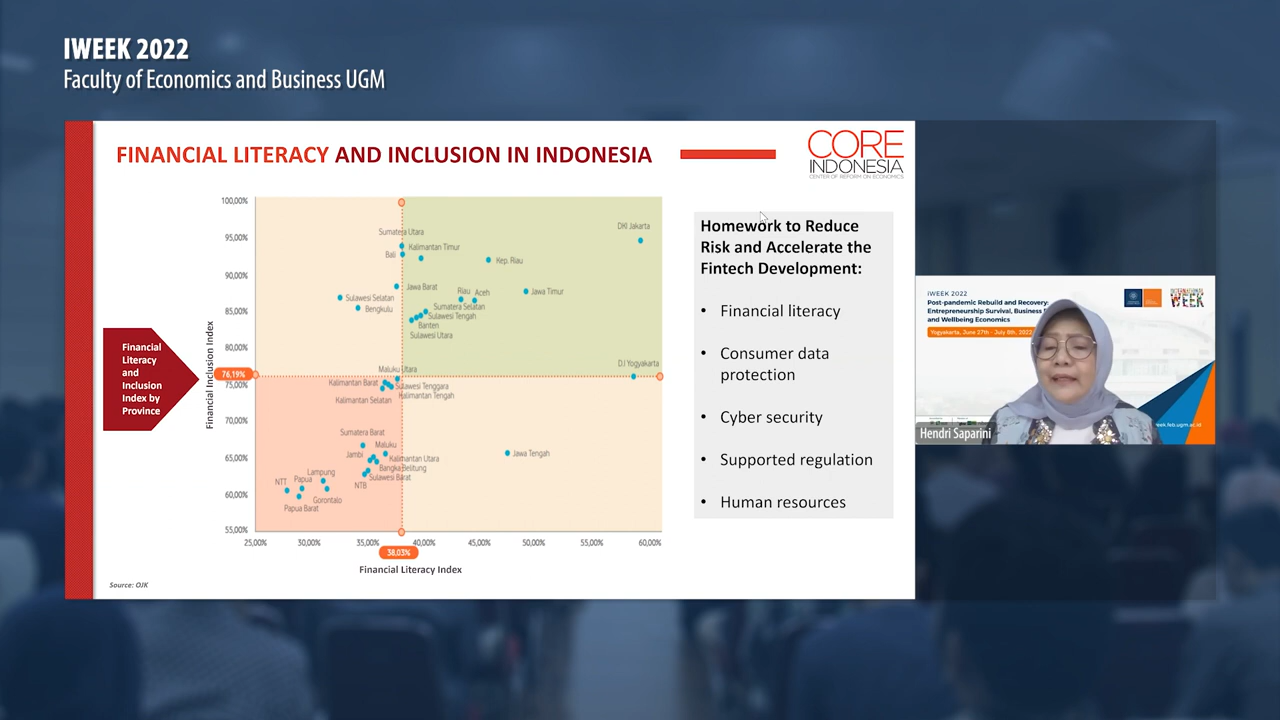 IWEEK 2022
Faculty of Economics and Business UGM
FINANCIAL LITERACY AND INCLUSION IN INDONESIA
CORE
INDONESIA
CENTER OF REFORM ON ECONOMICS
Financial
Literacy
and
Inclusion
Index by
Province
Financial Inclusion Index
100,00%
95,00%
90,00%
85,00%
80,00%
76,19%
75,00%
70,00%
65,00%
60,00%
55,00%
DKI Jakarta
Sumatera Utara
Kalimantan Timur
Bali
Kep. Riau
Jawa Barat
Sulawesi Selatan
Bengkulu
Riau
Aceh
Jawa Timur
Sumatera Selatan
Sulawesi Tengah
Banten
Sulawesi Utara
D.I Yogyakarta
Maluku Utara
Kalimantan Barat
Sulawesi Tenggara
Kalimantan Tengah
Kalimantan Selatan
Sumatera Barat
Maluku
Jambi
Kalimantan Utara
Bangka Belitung
Sulawesi Barat
NTB
Jawa Tengah
Lampung
NTT
Papua
Gorontalo
Papua Barat
25,00%
30,00%
35,00%
40,00%
45,00%
50,00%
55,00%
60,00%
38,03%
Financial Literacy Index
Source: OJK
Homework to Reduce
Risk and Accelerate the
Fintech Development:
• Financial literacy
• Consumer data
protection
• Cyber security
• Supported regulation
• Human resources
IWEEK 2022
Post-pandemic Rebuild and Recovery:
Entrepreneurship Survival, Business
and Wellbeing Economics
Yogyakarta, June 27th - July 8th, 2022
INTERNATIONAL
WEEK
week.feb.ugm.ac.id
Hendri Saparini